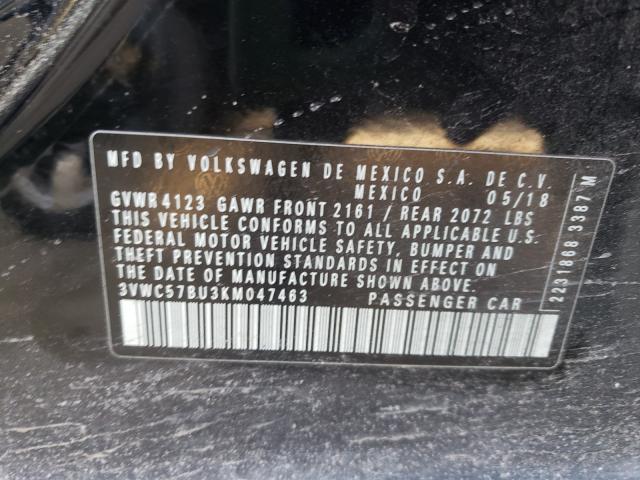 MFD BY VOLKSWAGEN DE MEXICO S.A. DE C.V.
MEXICO 05/18
GVWR 4123 GAWR FRONT 2161 / REAR 2072 LBS
THIS VEHICLE CONFORMS TO ALL APPLICABLE U.S.
FEDERAL MOTOR VEHICLE SAFETY, BUMPER AND
THEFT PREVENTION STANDARDS IN EFFECT ON
THE DATE OF MANUFACTURE SHOWN ABOVE.
3VWC57BU3KM047463 PASSENGER CAR
2231868 3387 M